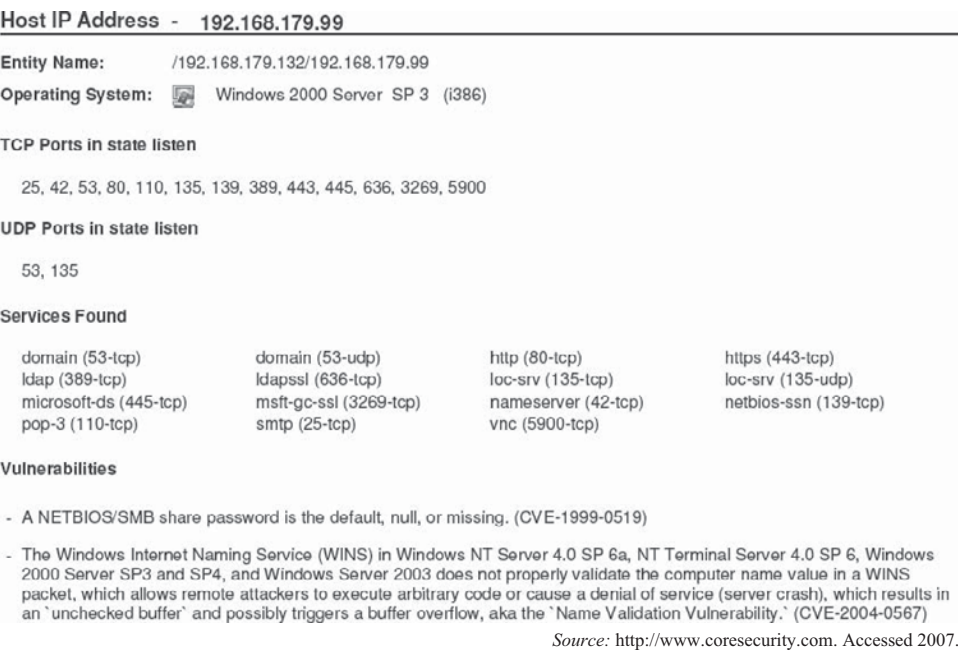 Host IP Address - 192.168.179.99
Entity Name: /192.168.179.132/192.168.179.99
Operating System: Windows 2000 Server SP 3 (i386)
TCP Ports in state listen
25, 42, 53, 80, 110, 135, 139, 389, 443, 445, 636, 3269, 5900
UDP Ports in state listen
53, 135
Services Found
domain (53-tcp) domain (53-udp) http (80-tcp) https (443-tcp)
ldap (389-tcp) ldapssl (636-tcp) loc-srv (135-tcp) loc-srv (135-udp)
microsoft-ds (445-tcp) msft-gc-ssl (3269-tcp) nameserver (42-tcp) netbios-ssn (139-tcp)
pop-3 (110-tcp) smtp (25-tcp) vnc (5900-tcp)
Vulnerabilities
- A NETBIOS/SMB share password is the default, null, or missing. (CVE-1999-0519)
- The Windows Internet Naming Service (WINS) in Windows NT Server 4.0 SP 6a, NT Terminal Server 4.0 SP 6, Windows
2000 Server SP3 and SP4, and Windows Server 2003 does not properly validate the computer name value in a WINS
packet, which allows remote attackers to execute arbitrary code or cause a denial of service (server crash), which results in
an `unchecked buffer` and possibly triggers a buffer overflow, aka the `Name Validation Vulnerability.` (CVE-2004-0567)
Source: http://www.coresecurity.com. Accessed 2007.